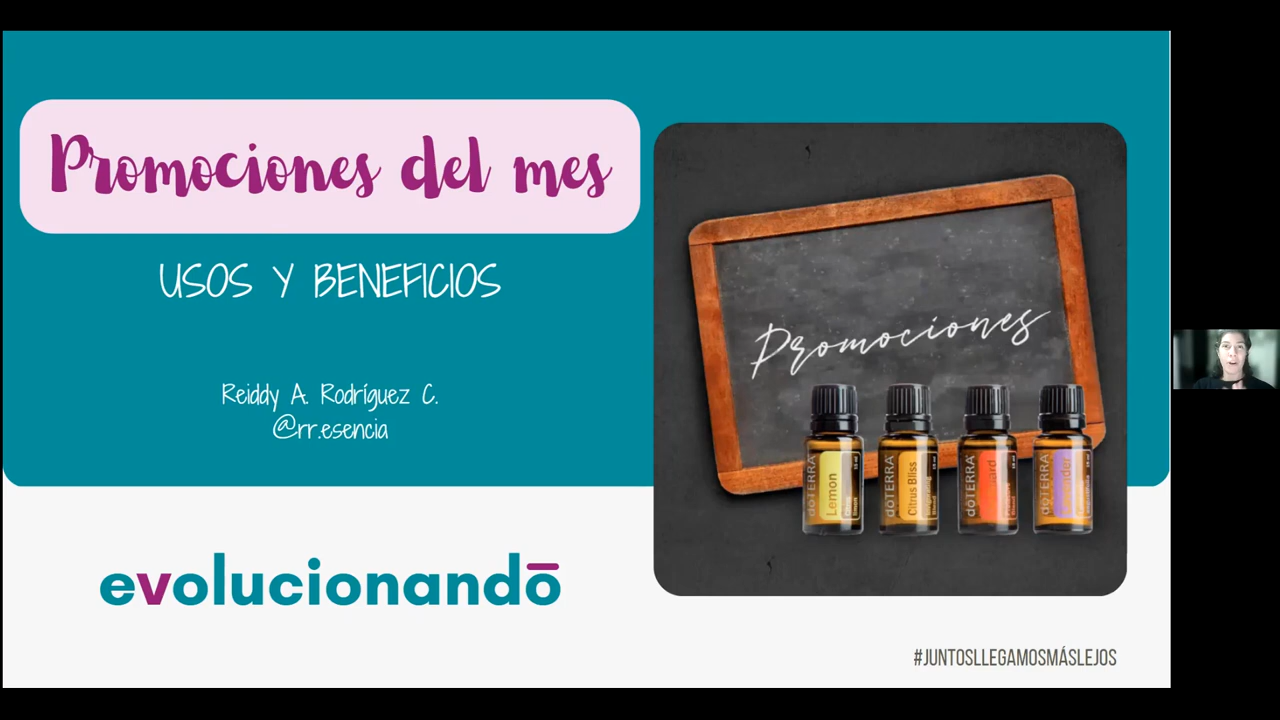 Promociones del mes
USOS Y BENEFICIOS
Reiddy A. Rodríguez C.
@rr.esencia
evolucionandō
Promociones
dōTERRA
Lemon
dōTERRA
Citrus Bliss
dōTERRA
dōTERRA
#JUNTOSLLEGAMOSMÁSLEJOS